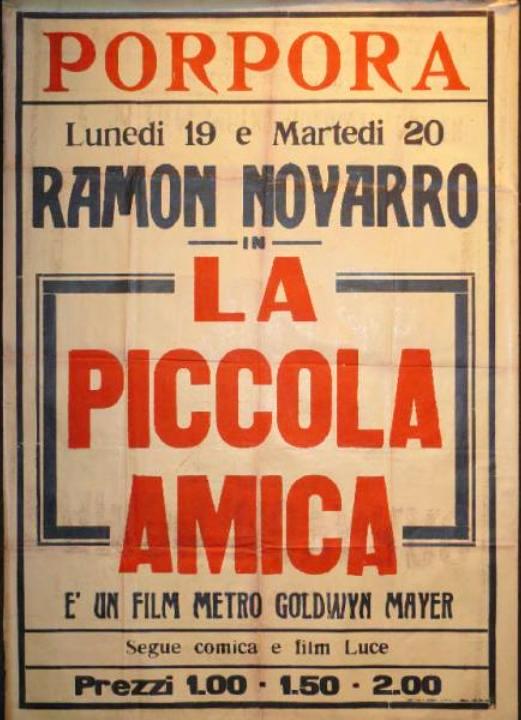 PORPORA
Lunedi 19 e Martedi 20
RAMON NOVARRO
IN
LA
PICCOLA
AMICA
E' UN FILM METRO GOLDWYN MAYER
Segue comica e film Luce
Prezzi 1.00 · 1.50 · 2.00